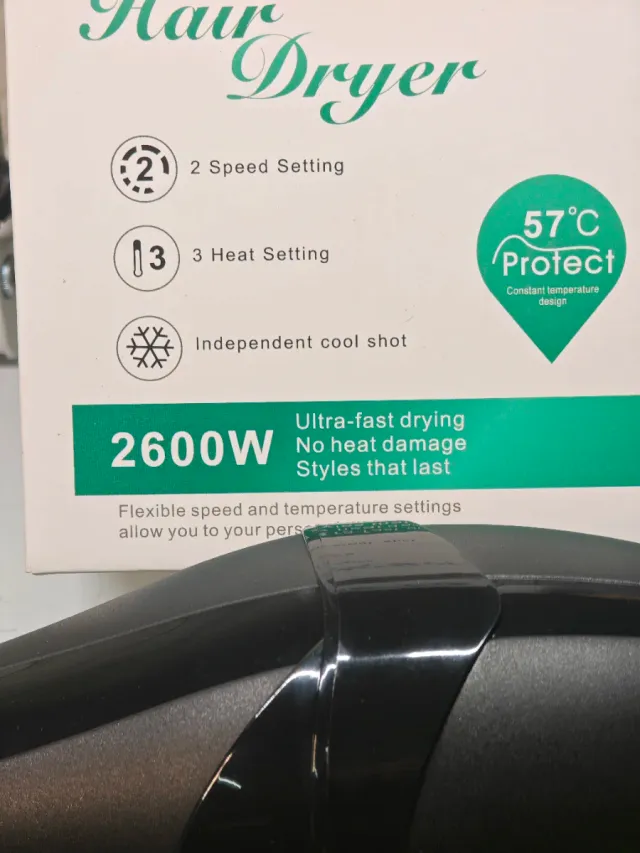 Hair
Dryer
2
2 Speed Setting
3
3 Heat Setting
Independent cool shot
57°C
Protect
Constant temperature
design
2600W
Ultra-fast drying
No heat damage
Styles that last
Flexible speed and temperature settings
allow you to your